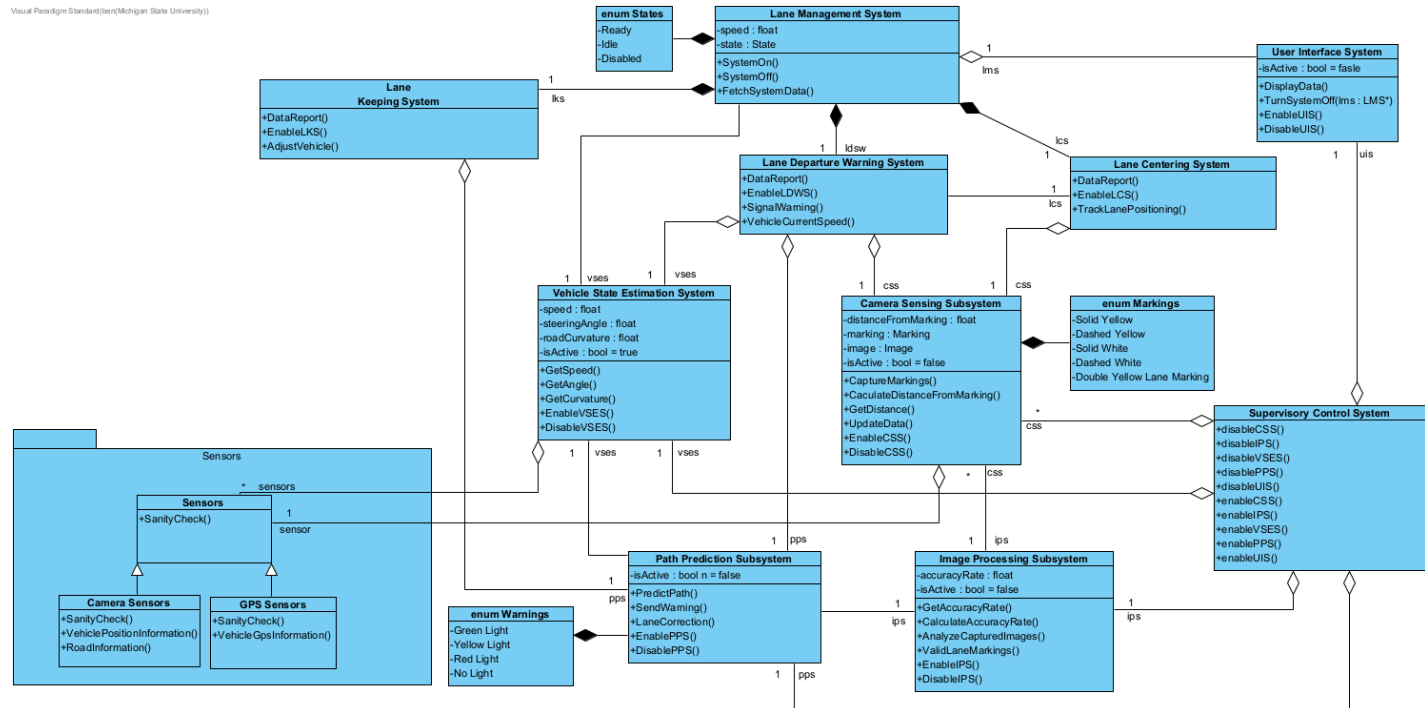 Visual Paradigm Standard(ben(Michigan State University))
enum States
-Ready
-Idle
-Disabled
Lane Management System
-speed : float
-state : State
+SystemOn()
+SystemOff()
+FetchSystemData()
1
lms
User Interface System
-isActive : bool = fasle
+DisplayData()
+TurnSystemOff(lms : LMS*)
+EnableUIS()
+DisableUIS()
1
uis
Lane
Keeping System
+DataReport()
+EnableLKS()
+AdjustVehicle()
1
lks
1
ldsw
lcs
1
Lane Departure Warning System
+DataReport()
+EnableLDWS()
+SignalWarning()
+VehicleCurrentSpeed()
1
lcs
Lane Centering System
+DataReport()
+EnableLCS()
+TrackLanePositioning()
1
vses
1
vses
1
css
1
css
Vehicle State Estimation System
-speed : float
-steeringAngle : float
-roadCurvature : float
-isActive : bool = true
+GetSpeed()
+GetAngle()
+GetCurvature()
+EnableVSES()
+DisableVSES()
1
vses
1
vses
Camera Sensing Subsystem
-distanceFromMarking : float
-marking : Marking
-image : Image
-isActive : bool = false
+CaptureMarkings()
+CaculateDistanceFromMarking()
+GetDistance()
+UpdateData()
+EnableCSS()
+DisableCSS()
enum Markings
-Solid Yellow
-Dashed Yellow
-Solid White
-Dashed White
-Double Yellow Lane Marking
*
css
*
css
Supervisory Control System
+disableCSS()
+disableIPS()
+disableVSES()
+disablePPS()
+disableUIS()
+enableCSS()
+enableIPS()
+enableVSES()
+enablePPS()
+enableUIS()
Sensors
*
sensors
Sensors
+SanityCheck()
1
sensor
Camera Sensors
+SanityCheck()
+VehiclePositionInformation()
+RoadInformation()
GPS Sensors
+SanityCheck()
+VehicleGpsInformation()
1
pps
1
ips
1
pps
Path Prediction Subsystem
-isActive : bool n = false
+PredictPath()
+SendWarning()
+LaneCorrection()
+EnablePPS()
+DisablePPS()
1
pps
enum Warnings
-Green Light
-Yellow Light
-Red Light
-No Light
1
ips
Image Processing Subsystem
-accuracyRate : float
-isActive : bool = false
+GetAccuracyRate()
+CalculateAccuracyRate()
+AnalyzeCapturedImages()
+ValidLaneMarkings()
+EnableIPS()
+DisableIPS()
1
ips